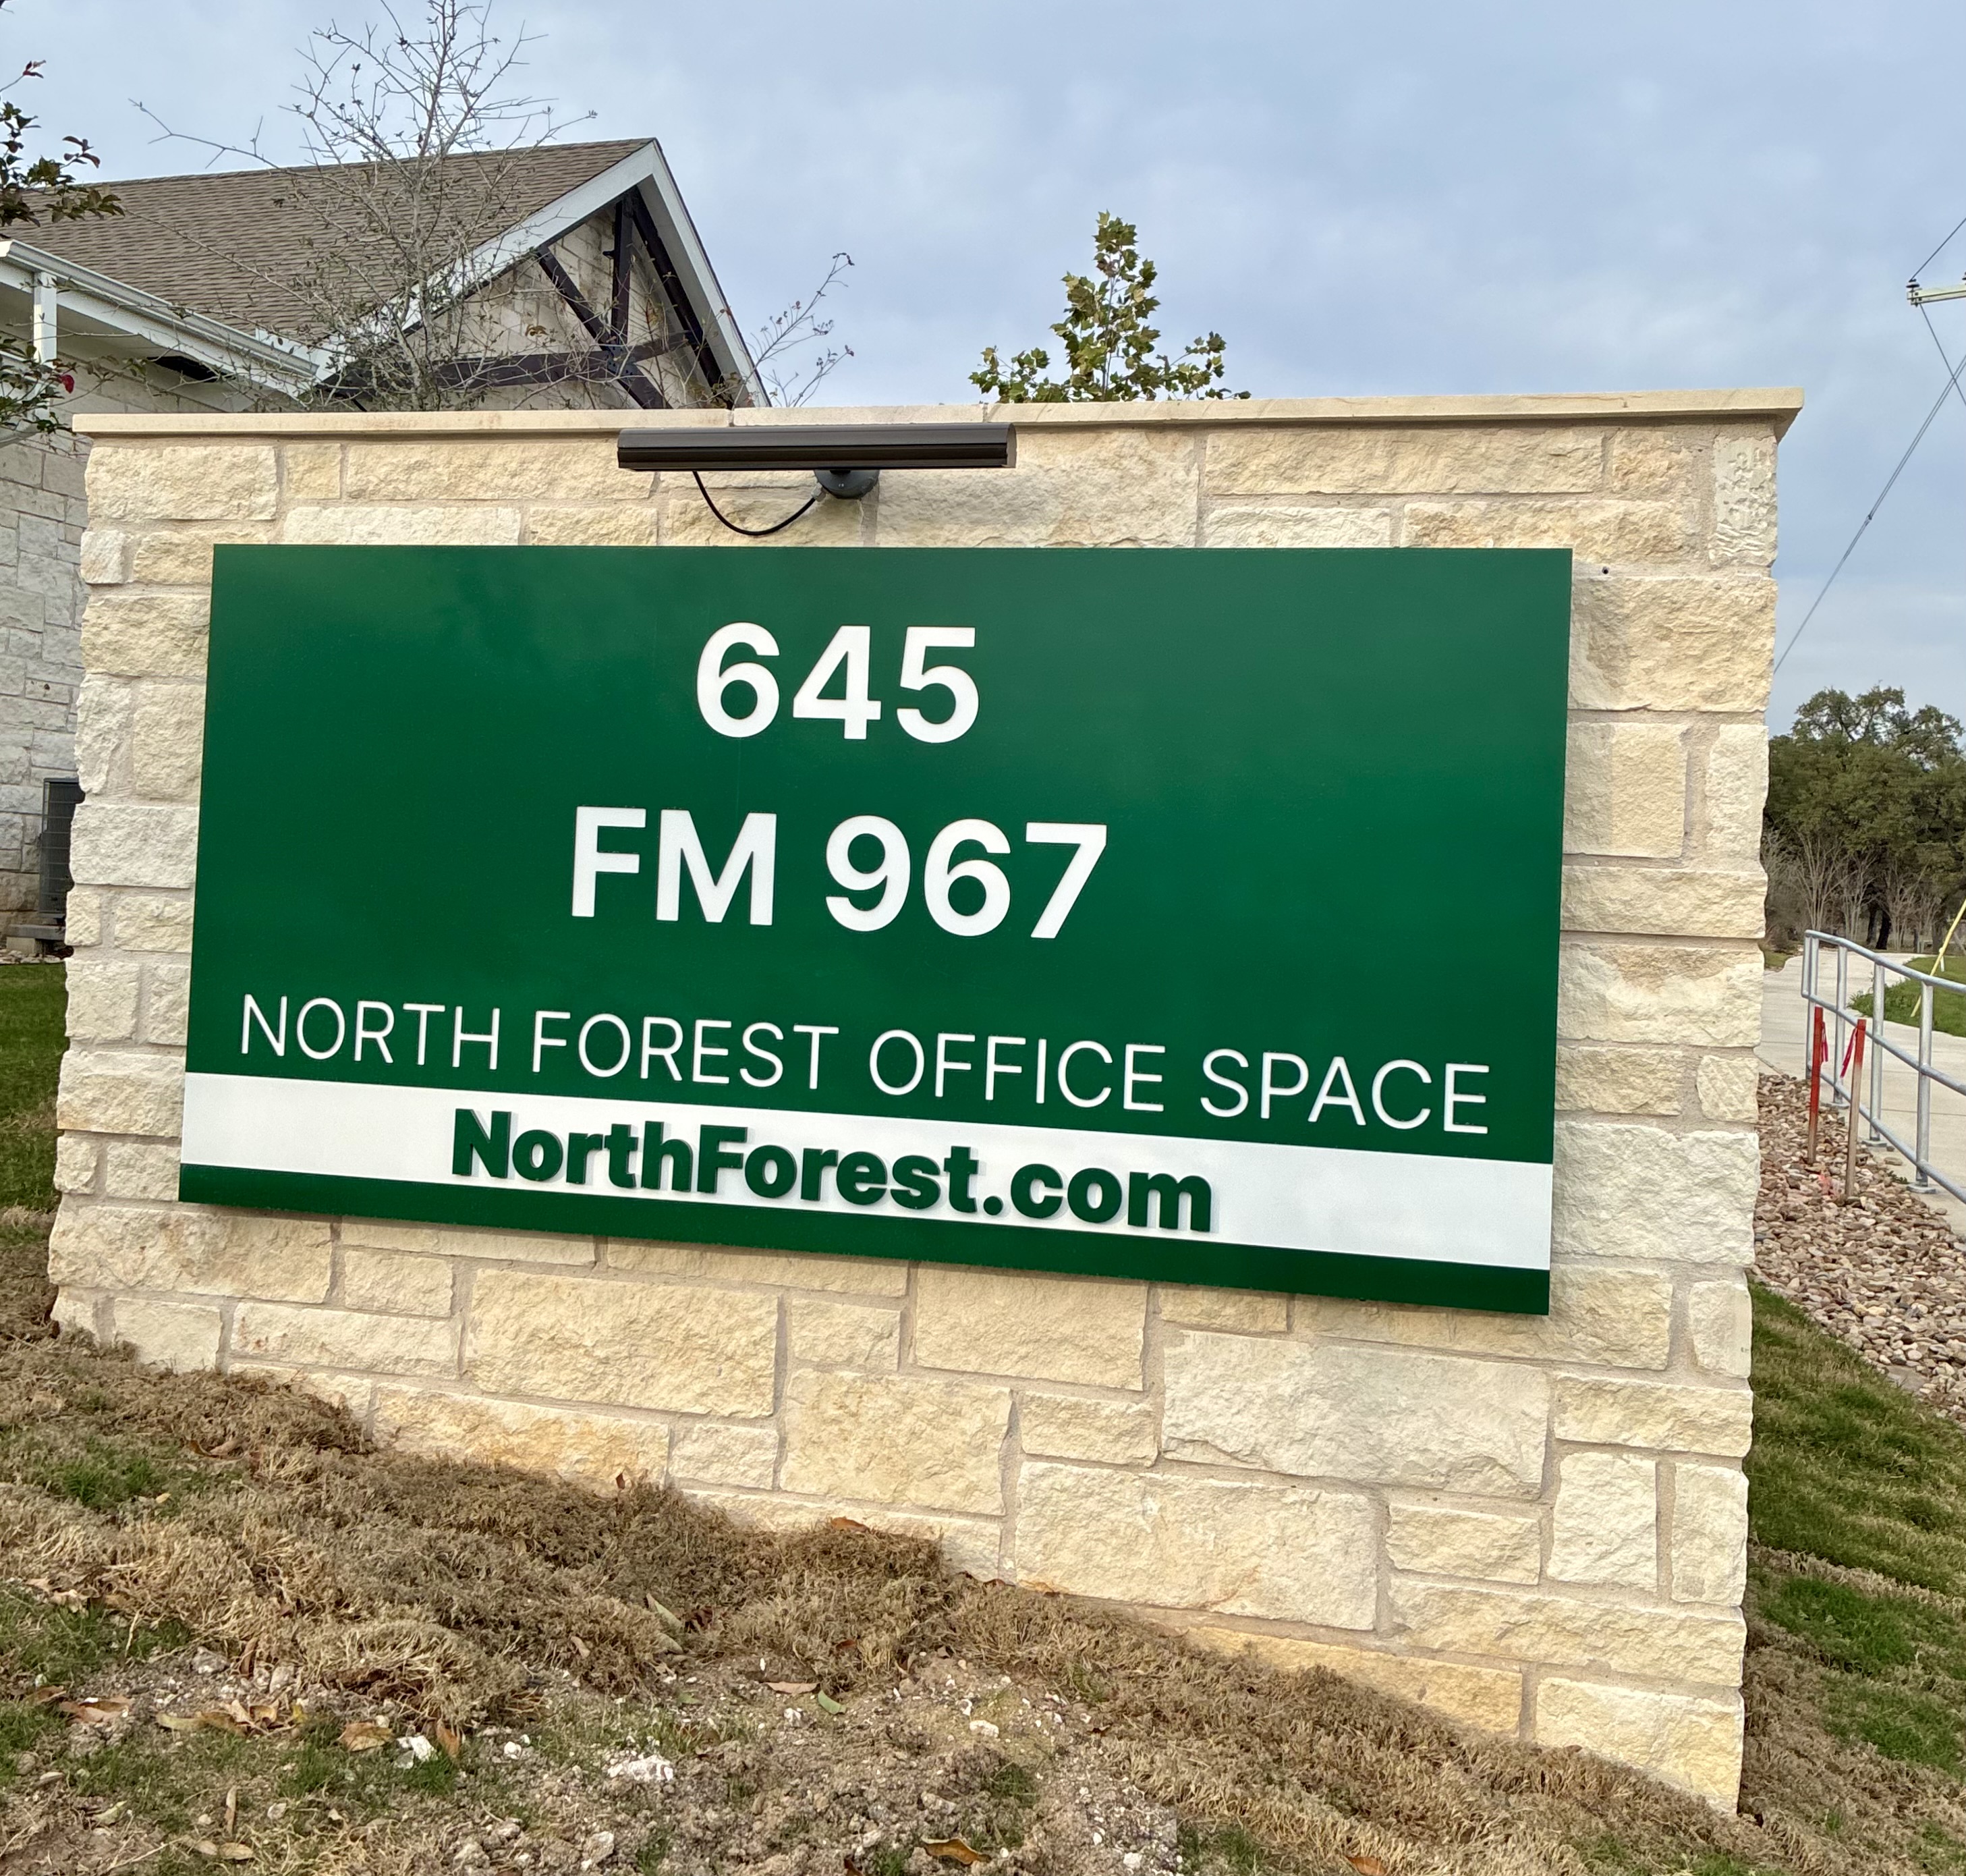 645
FM 967
NORTH FOREST OFFICE SPACE
NorthForest.com